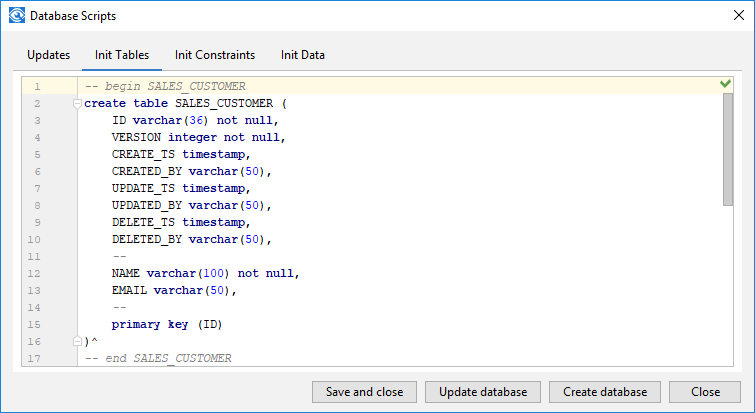 Database Scripts
Updates Init Tables Init Constraints Init Data
1 -- begin SALES_CUSTOMER
2 create table SALES_CUSTOMER (
3 ID varchar(36) not null,
4 VERSION integer not null,
5 CREATE_TS timestamp,
6 CREATED_BY varchar(50),
7 UPDATE_TS timestamp,
8 UPDATED_BY varchar(50),
9 DELETE_TS timestamp,
10 DELETED_BY varchar(50),
11 --
12 NAME varchar(100) not null,
13 EMAIL varchar(50),
14 --
15 primary key (ID)
16 )^
17 -- end SALES_CUSTOMER
Save and close Update database Create database Close